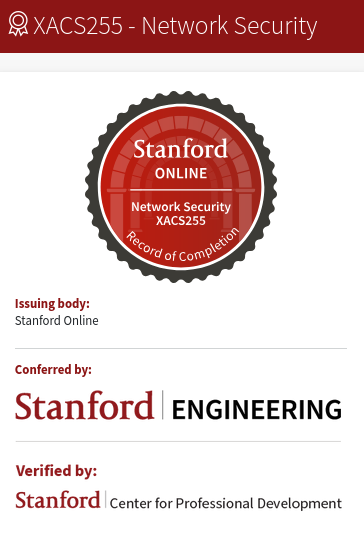 XACS255 - Network Security
Stanford
ONLINE
Network Security
XACS255
Record of Completion
Issuing body:
Stanford Online
Conferred by:
Stanford ENGINEERING
Verified by:
Stanford Center for Professional Development